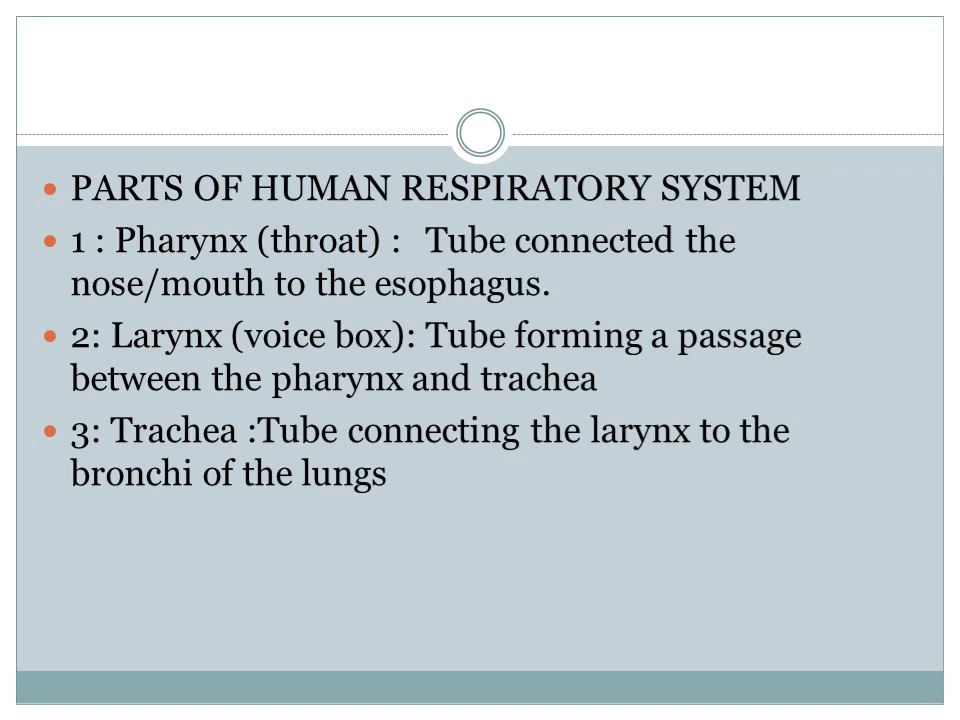 PARTS OF HUMAN RESPIRATORY SYSTEM
1 : Pharynx (throat) :  Tube connected the
nose/mouth to the esophagus.
2: Larynx (voice box): Tube forming a passage
between the pharynx and trachea
3: Trachea :Tube connecting the larynx to the
bronchi of the lungs